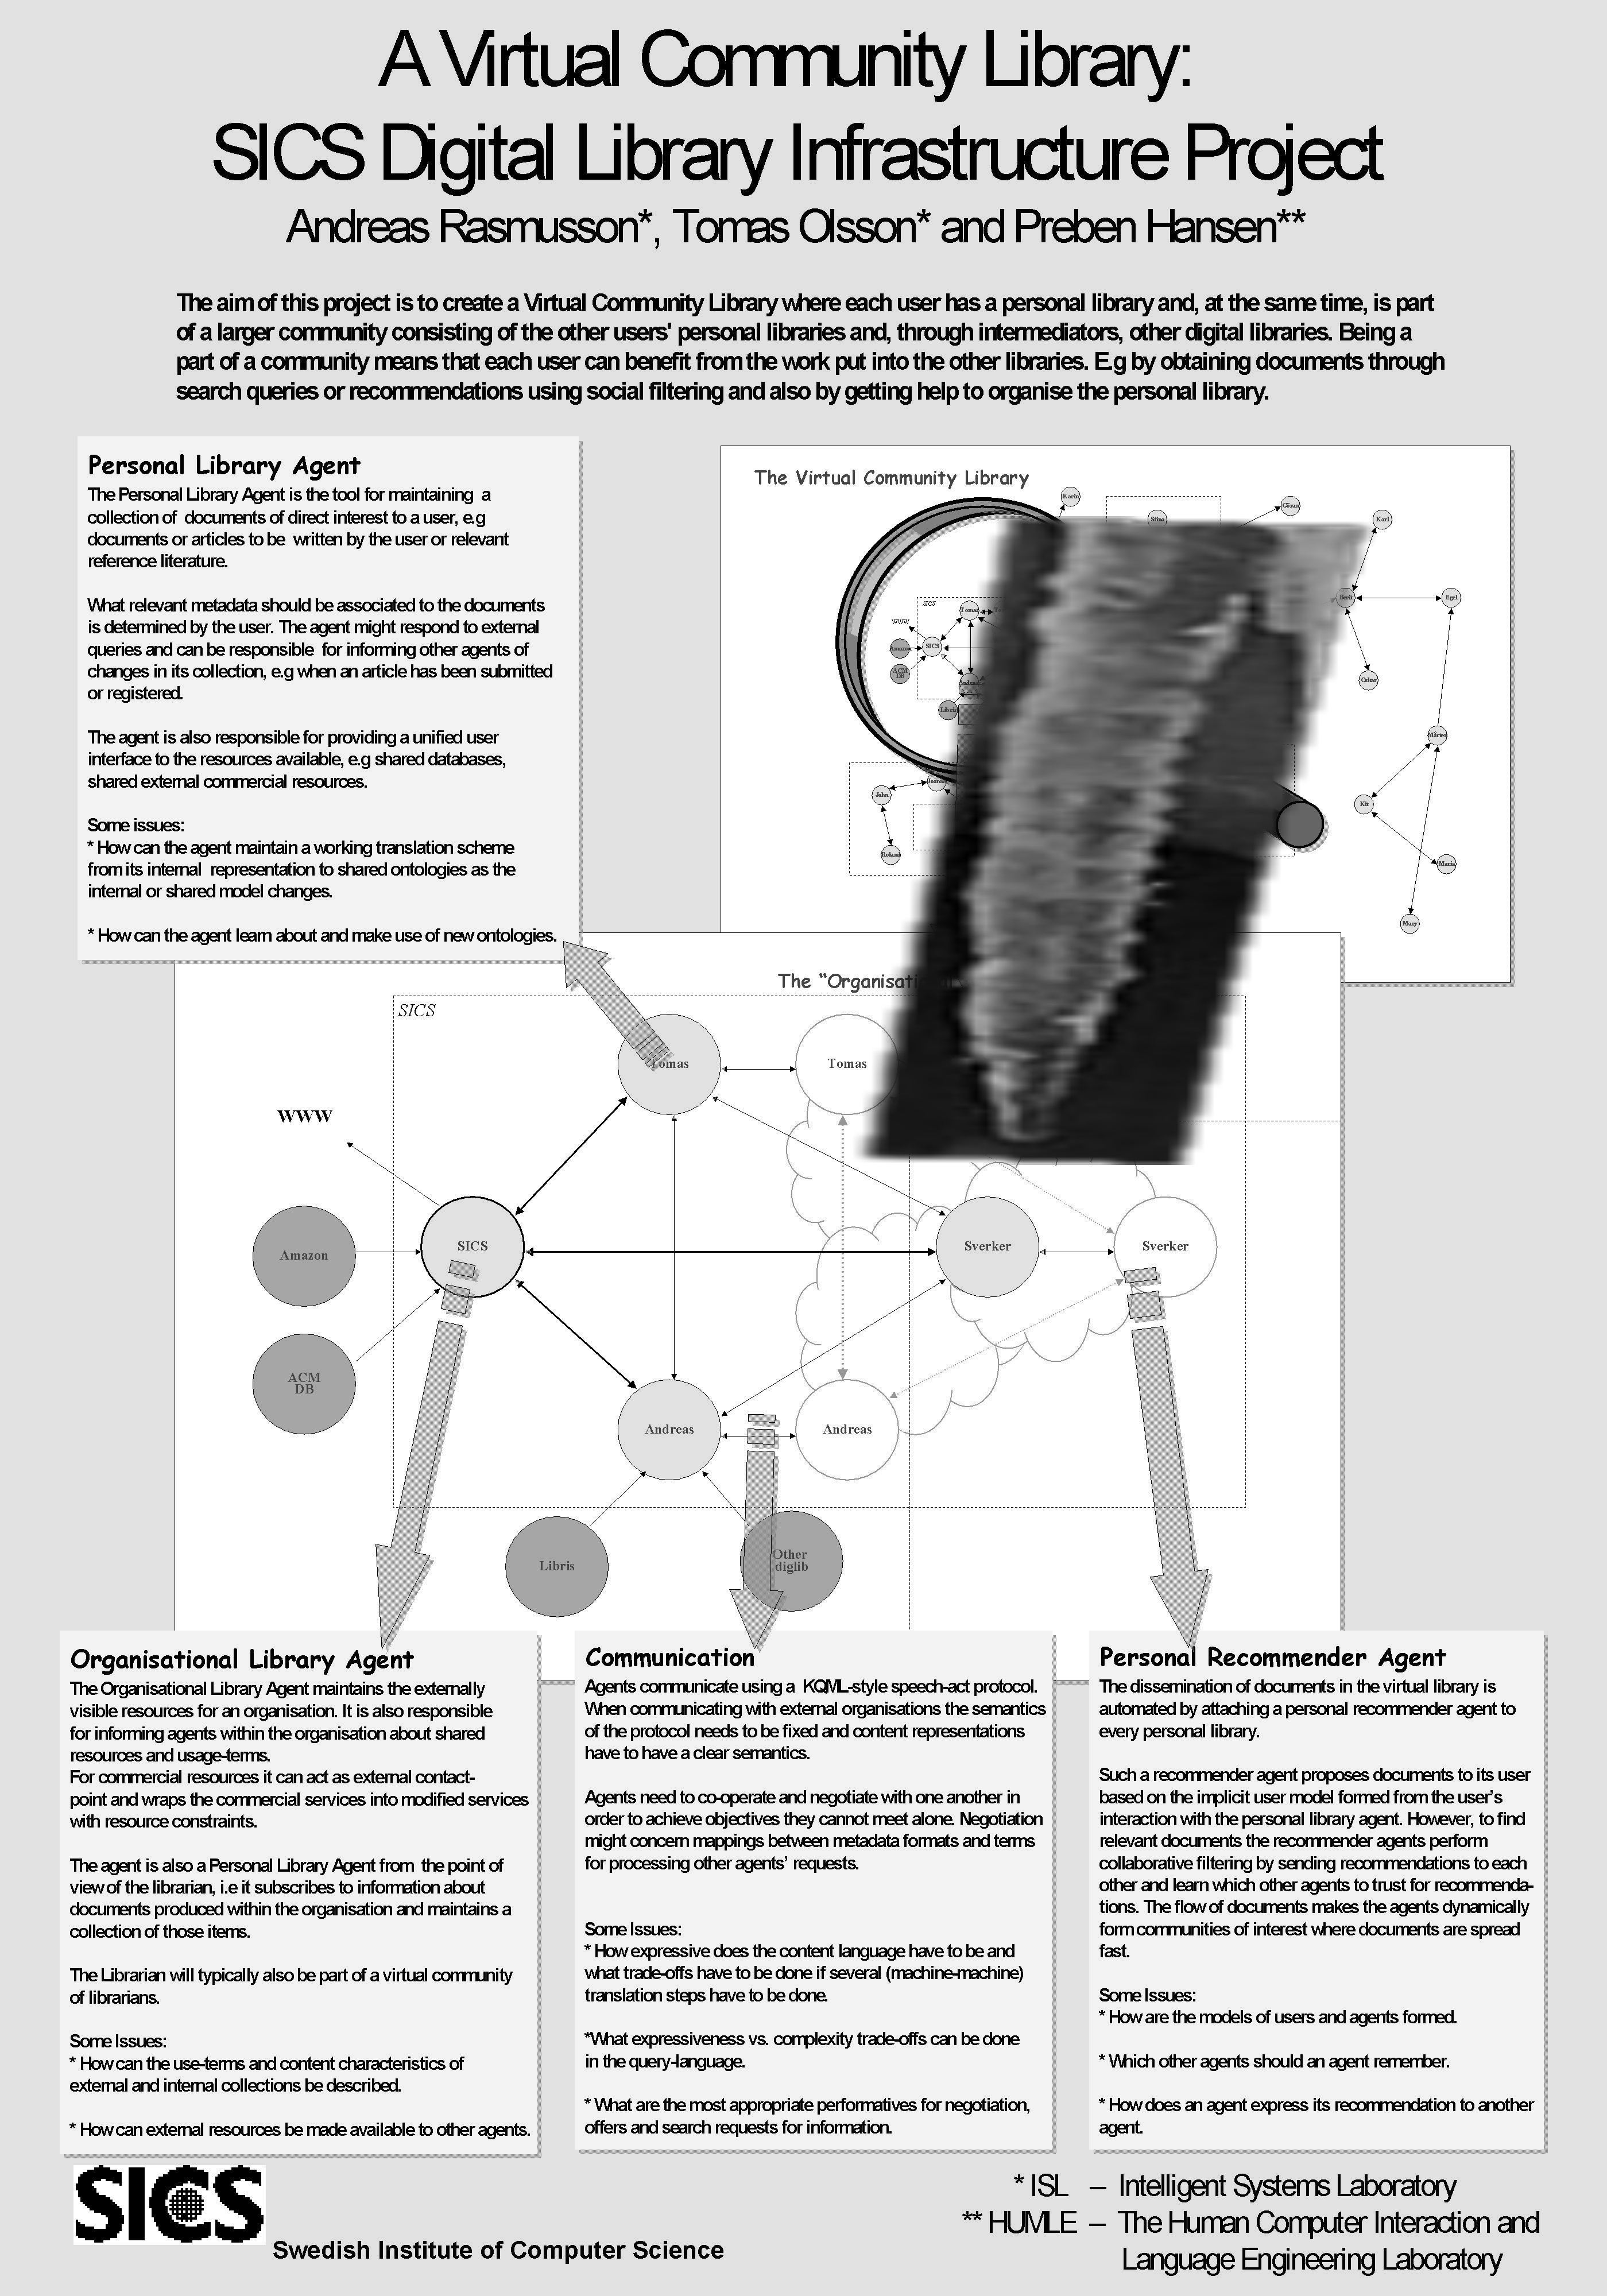 A Virtual Community Library:
SICS Digital Library Infrastructure Project
Andreas Rasmusson*, Tomas Olsson* and Preben Hansen**
The aim of this project is to create a Virtual Community Library where each user has a personal library and, at the same time, is part
of a larger community consisting of the other users' personal libraries and, through intermediators, other digital libraries. Being a
part of a community means that each user can benefit from the work put into the other libraries. E.g by obtaining documents through
search queries or recommendations using social filtering and also by getting help to organise the personal library.
Personal Library Agent
The Personal Library Agent is the tool for maintaining a
collection of documents of direct interest to a user, e.g
documents or articles to be written by the user or relevant
reference literature.
What relevant metadata should be associated to the documents
is determined by the user. The agent might respond to external
queries and can be responsible for informing other agents of
changes in its collection, e.g when an article has been submitted
or registered.
The agent is also responsible for providing a unified user
interface to the resources available, e.g shared databases,
shared external commercial resources.
Some issues:
* How can the agent maintain a working translation scheme
from its internal representation to shared ontologies as the
internal or shared model changes.
* How can the agent learn about and make use of new ontologies.
The Virtual Community Library
Karin
Stina
Göran
Karl
Berit
Egil
SICS
Tomas
WWW
Amazon
SICS
ACM
DB
Libris
Oskar
Mårten
John
Kit
Roland
Maria
Mary
The "Organisati
SICS
Tomas
Tomas
WWW
Amazon
SICS
Sverker
Sverker
ACM
DB
Andreas
Andreas
Libris
Other
diglib
Organisational Library Agent
The Organisational Library Agent maintains the externally
visible resources for an organisation. It is also responsible
for informing agents within the organisation about shared
resources and usage-terms.
For commercial resources it can act as external contact-
point and wraps the commercial services into modified services
with resource constraints.
The agent is also a Personal Library Agent from the point of
view of the librarian, i.e it subscribes to information about
documents produced within the organisation and maintains a
collection of those items.
The Librarian will typically also be part of a virtual community
of librarians.
Some Issues:
* How can the use-terms and content characteristics of
external and internal collections be described.
* How can external resources be made available to other agents.
Communication
Agents communicate using a KQML-style speech-act protocol.
When communicating with external organisations the semantics
of the protocol needs to be fixed and content representations
have to have a clear semantics.
Agents need to co-operate and negotiate with one another in
order to achieve objectives they cannot meet alone. Negotiation
might concern mappings between metadata formats and terms
for processing other agents' requests.
Some Issues:
* How expressive does the content language have to be and
what trade-offs have to be done if several (machine-machine)
translation steps have to be done.
*What expressiveness vs. complexity trade-offs can be done
in the query-language.
* What are the most appropriate performatives for negotiation,
offers and search requests for information.
Personal Recommender Agent
The dissemination of documents in the virtual library is
automated by attaching a personal recommender agent to
every personal library.
Such a recommender agent proposes documents to its user
based on the implicit user model formed from the user's
interaction with the personal library agent. However, to find
relevant documents the recommender agents perform
collaborative filtering by sending recommendations to each
other and learn which other agents to trust for recommenda-
tions. The flow of documents makes the agents dynamically
form communities of interest where documents are spread
fast.
Some Issues:
* How are the models of users and agents formed.
* Which other agents should an agent remember.
* How does an agent express its recommendation to another
agent.
SICS
Swedish Institute of Computer Science
* ISL – Intelligent Systems Laboratory
** HUMLE – The Human Computer Interaction and
Language Engineering Laboratory